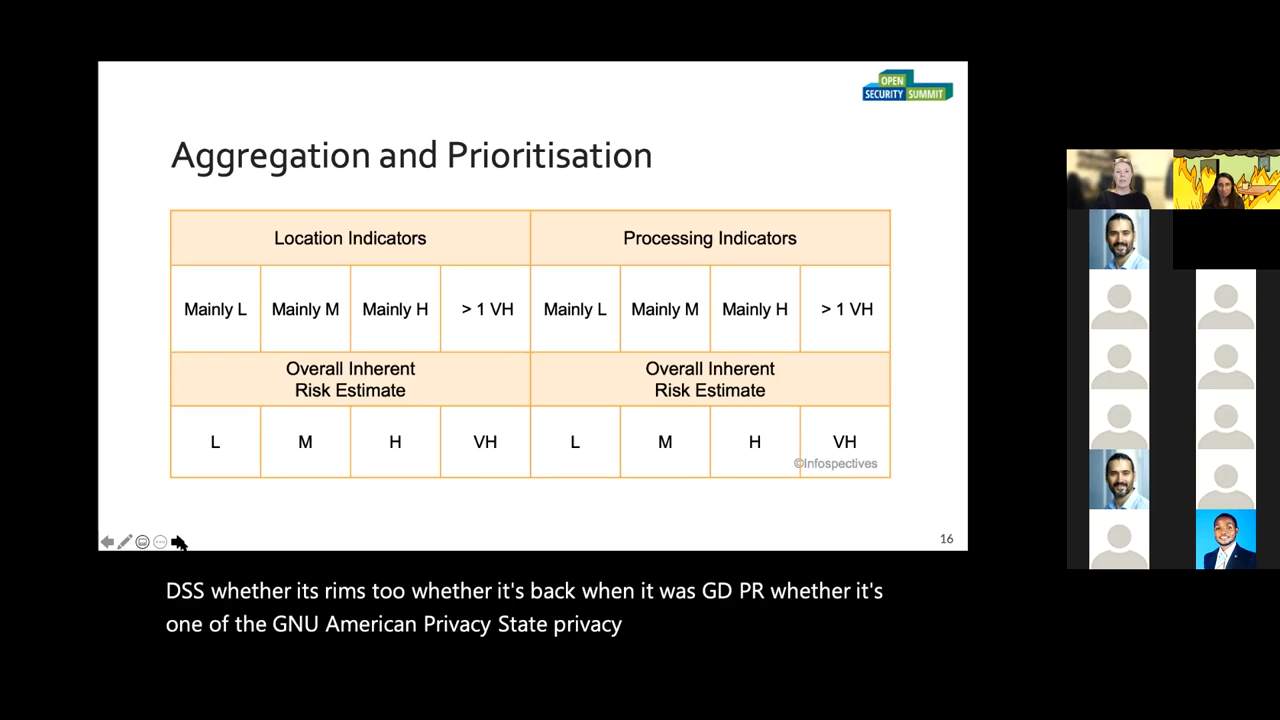 OPEN
SECURITY SUMMIT
Aggregation and Prioritisation
Location Indicators
Processing Indicators
Mainly L
Mainly M
Mainly H
> 1 VH
Mainly L
Mainly M
Mainly H
> 1 VH
Overall Inherent
Risk Estimate
Overall Inherent
Risk Estimate
L
M
H
VH
L
M
H
VH
©Infospectives
16
DSS whether its rims too whether it's back when it was GD PR whether it's
one of the GNU American Privacy State privacy